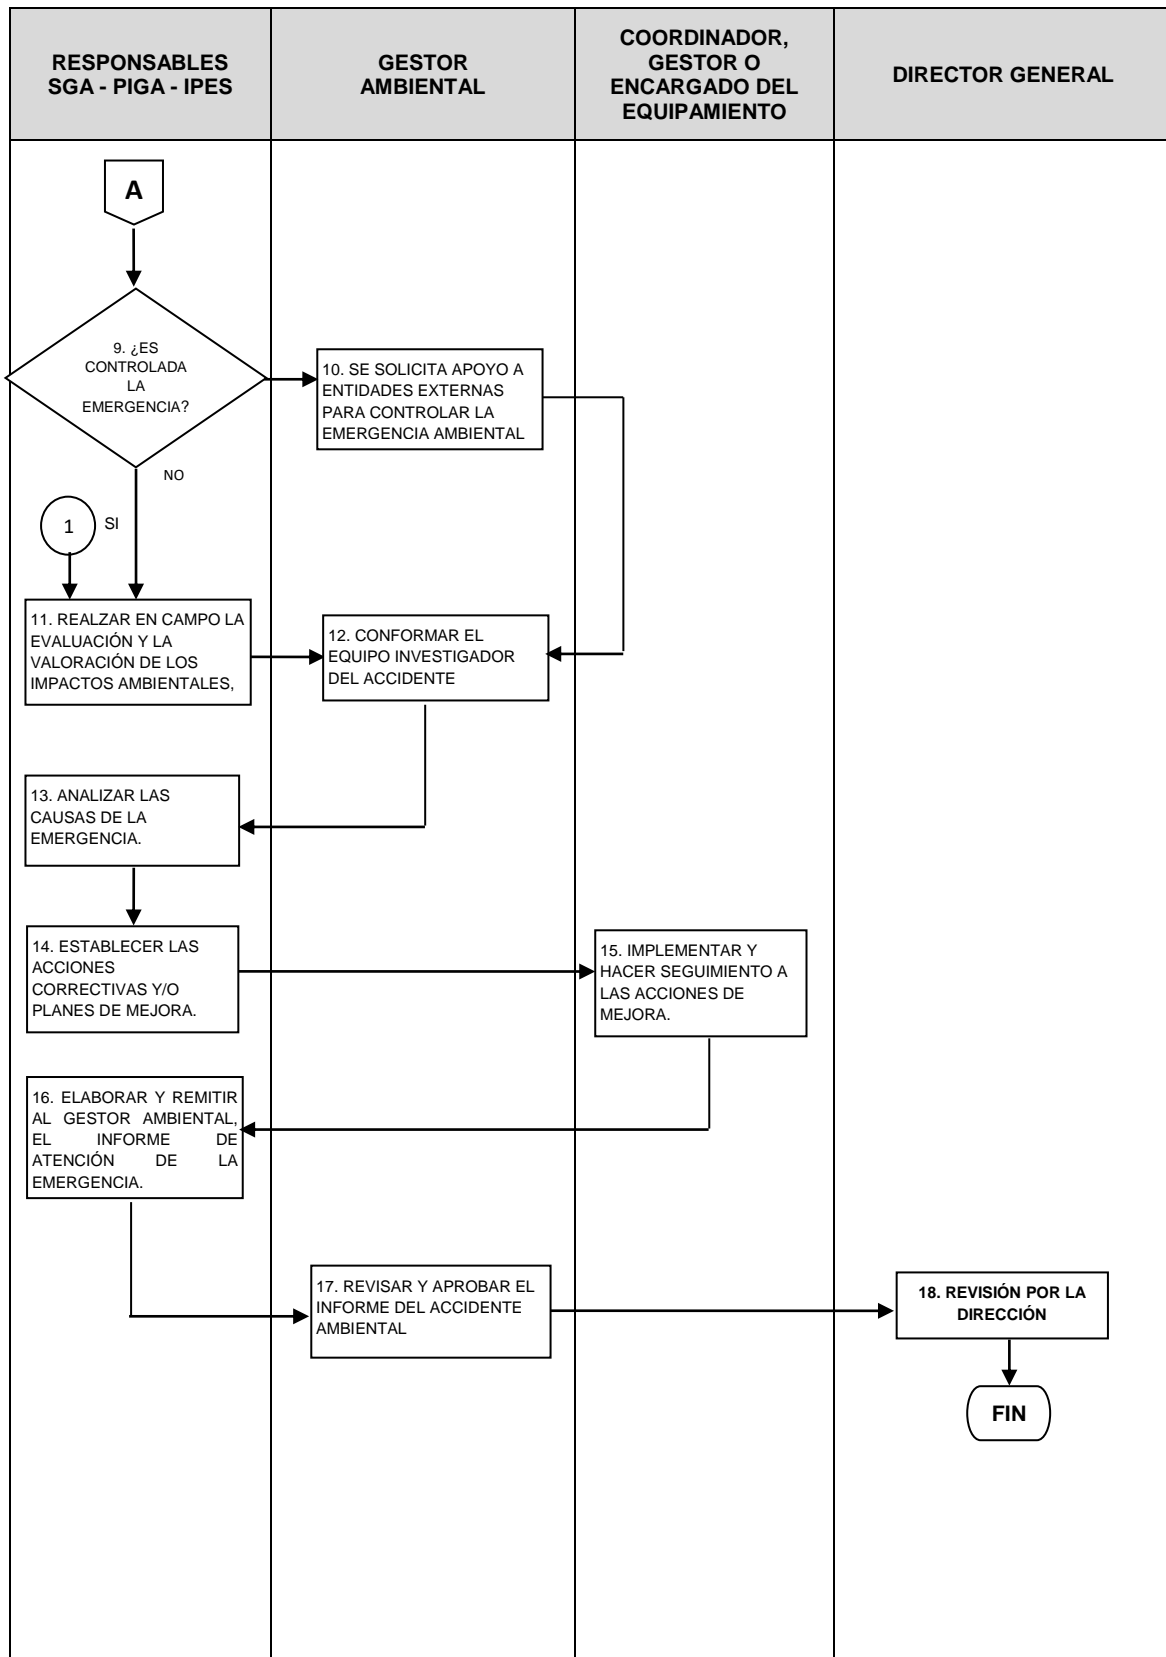 RESPONSABLES
SGA - PIGA - IPES
GESTOR
AMBIENTAL
COORDINADOR,
GESTOR O
ENCARGADO DEL
EQUIPAMIENTO
DIRECTOR GENERAL
A
9. ¿ES
CONTROLADA
LA
EMERGENCIA?
10. SE SOLICITA APOYO A
ENTIDADES EXTERNAS
PARA CONTROLAR LA
EMERGENCIA AMBIENTAL
NO
1
SI
11. REALZAR EN CAMPO LA
EVALUACIÓN Y LA
VALORACIÓN DE LOS
IMPACTOS AMBIENTALES,
12. CONFORMAR EL
EQUIPO INVESTIGADOR
DEL ACCIDENTE
13. ANALIZAR LAS
CAUSAS DE LA
EMERGENCIA.
14. ESTABLECER LAS
ACCIONES
CORRECTIVAS Y/O
PLANES DE MEJORA.
15. IMPLEMENTAR Y
HACER SEGUIMIENTO A
LAS ACCIONES DE
MEJORA.
16. ELABORAR Y REMITIR
AL GESTOR AMBIENTAL,
EL INFORME DE
ATENCIÓN DE LA
EMERGENCIA.
17. REVISAR Y APROBAR EL
INFORME DEL ACCIDENTE
AMBIENTAL
18. REVISIÓN POR LA
DIRECCIÓN
FIN